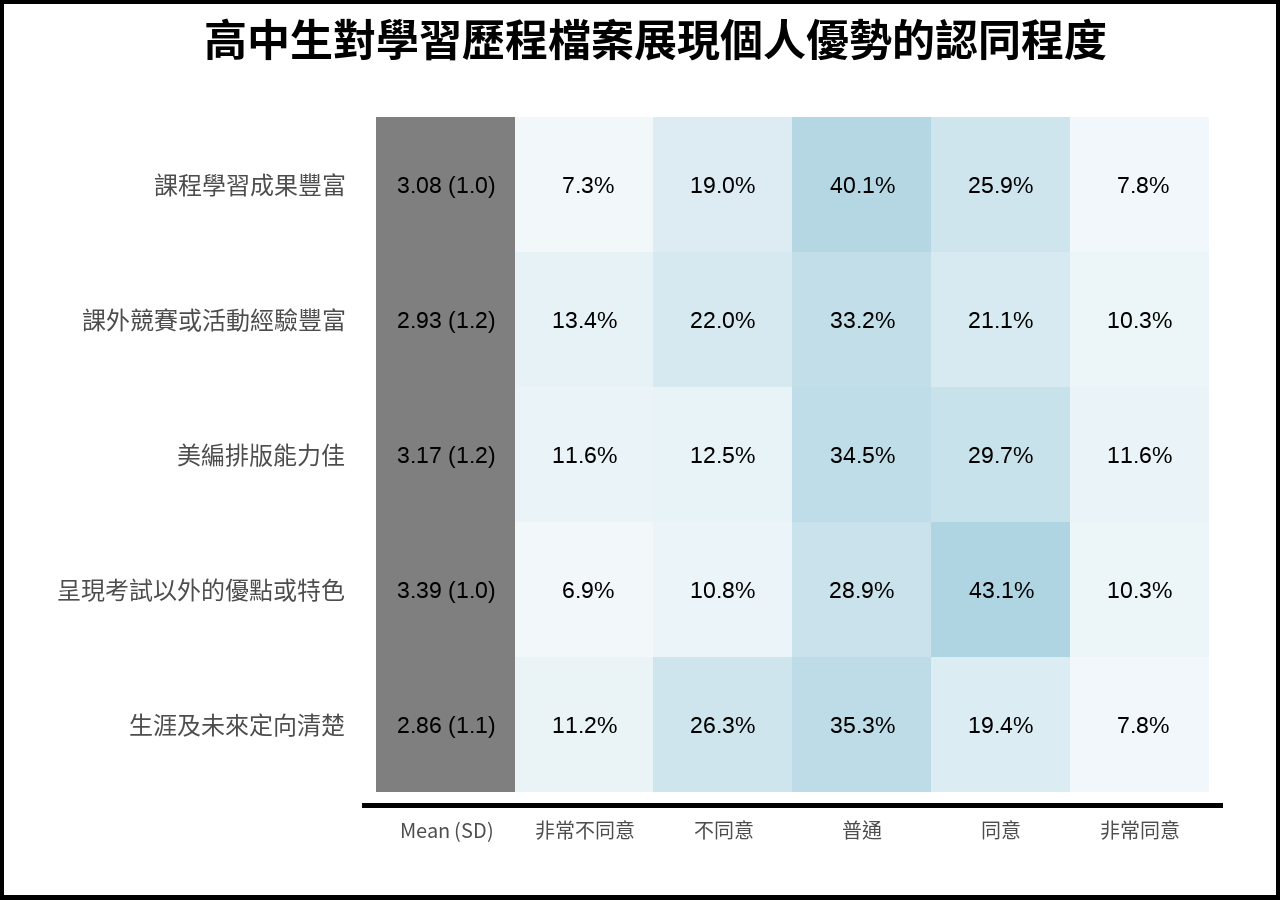 高中生對學習歷程檔案展現個人優勢的認同程度
課程學習成果豐富 3.08 (1.0) 7.3% 19.0% 40.1% 25.9% 7.8%
課外競賽或活動經驗豐富 2.93 (1.2) 13.4% 22.0% 33.2% 21.1% 10.3%
美編排版能力佳 3.17 (1.2) 11.6% 12.5% 34.5% 29.7% 11.6%
呈現考試以外的優點或特色 3.39 (1.0) 6.9% 10.8% 28.9% 43.1% 10.3%
生涯及未來定向清楚 2.86 (1.1) 11.2% 26.3% 35.3% 19.4% 7.8%
Mean (SD) 非常不同意 不同意 普通 同意 非常同意